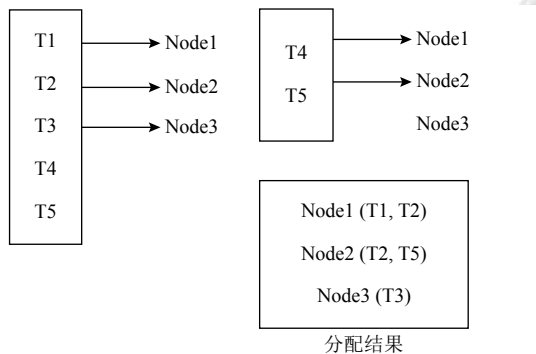 T1
Node1
T2
Node2
T3
Node3
T4
T5
T4
Node1
T5
Node2
Node3
Node1 (T1, T2)
Node2 (T2, T5)
Node3 (T3)
分配结果